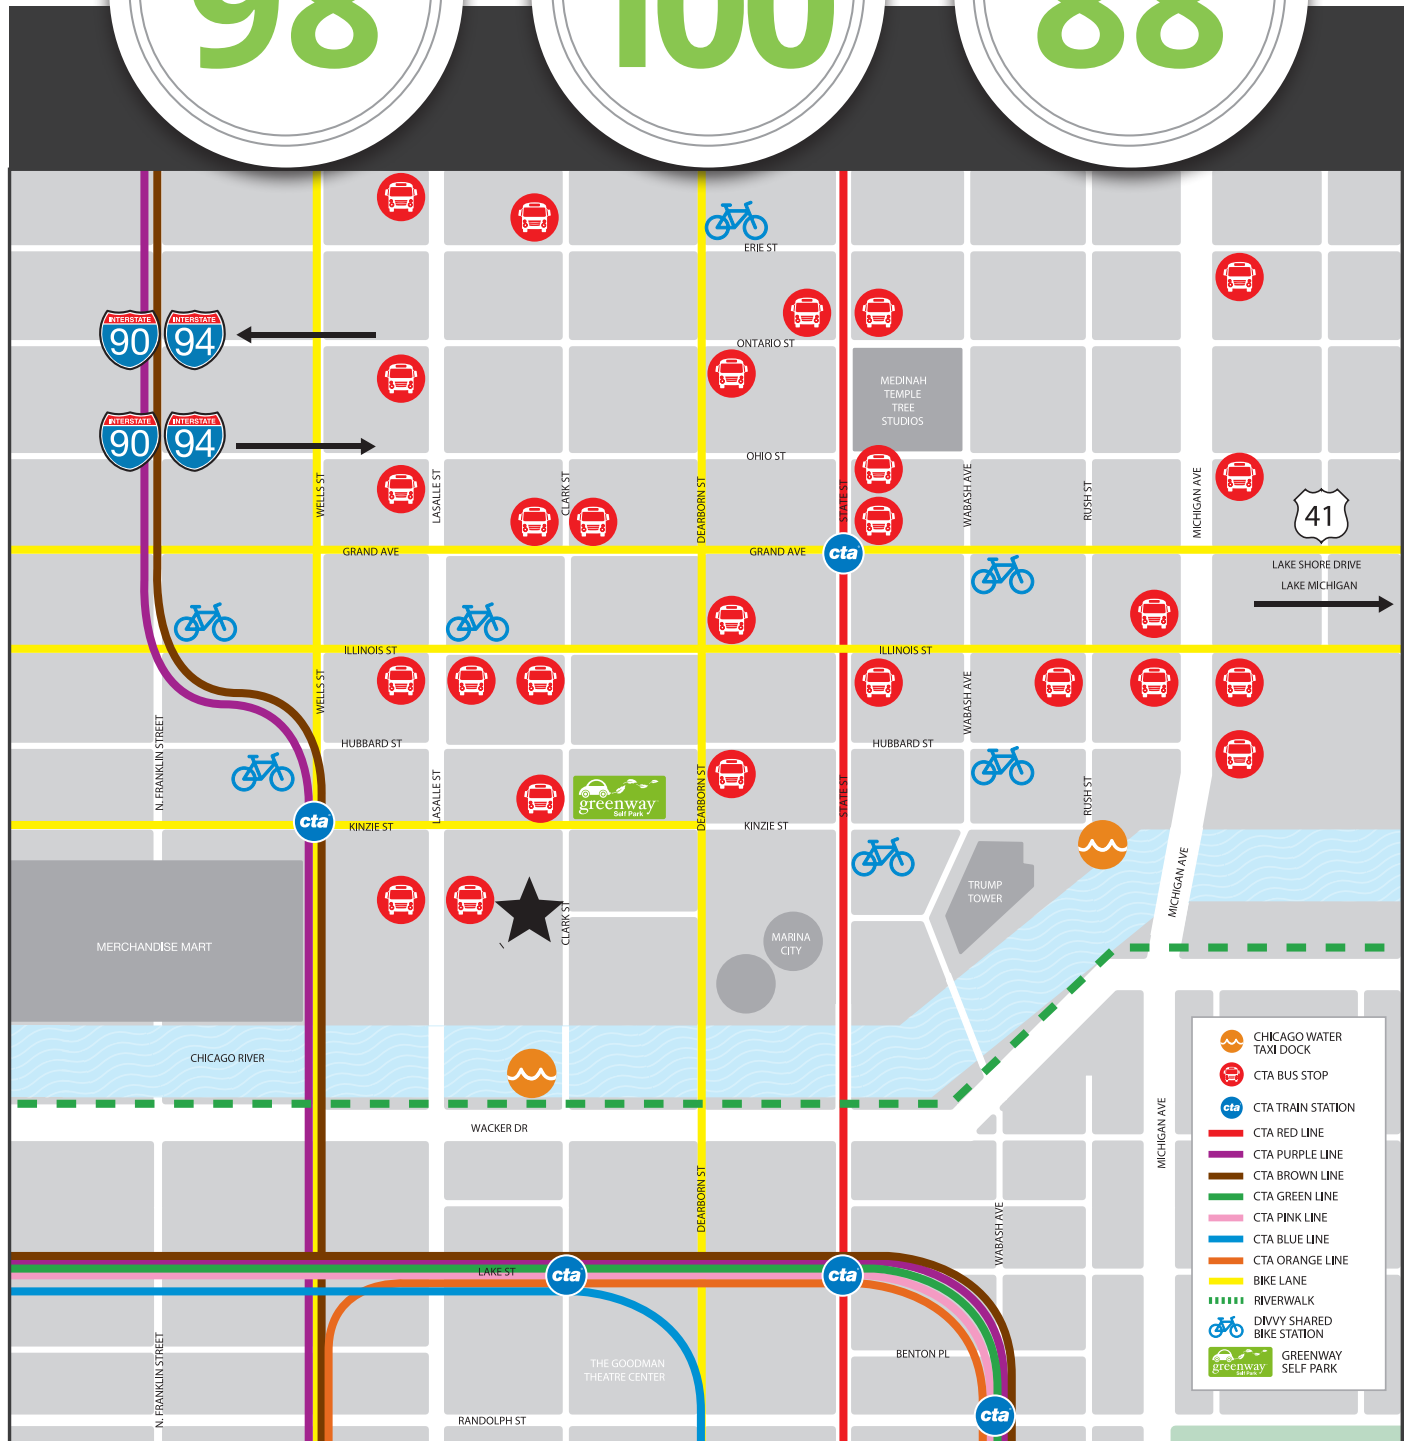 98
100
88
ERIE ST
INTERSTATE
90
INTERSTATE
94
ONTARIO ST
MEDINAH
TEMPLE
TREE
STUDIOS
INTERSTATE
90
INTERSTATE
94
OHIO ST
WELLS ST
LASALLE ST
CLARK ST
DEARBORN ST
STATE ST
WABASH AVE
RUSH ST
MICHIGAN AVE
41
GRAND AVE
GRAND AVE
cta
LAKE SHORE DRIVE
LAKE MICHIGAN
ILLINOIS ST
ILLINOIS ST
WELLS ST
WABASH AVE
N. FRANKLIN STREET
HUBBARD ST
HUBBARD ST
LASALLE ST
greenway
Self Park
DEARBORN ST
STATE ST
RUSH ST
cta
KINZIE ST
KINZIE ST
MICHIGAN AVE
TRUMP
TOWER
CLARK ST
MERCHANDISE MART
MARINA
CITY
CHICAGO RIVER
WACKER DR
DEARBORN ST
MICHIGAN AVE
WABASH AVE
LAKE ST
cta
cta
N. FRANKLIN STREET
THE GOODMAN
THEATRE CENTER
BENTON PL
RANDOLPH ST
cta
CHICAGO WATER
TAXI DOCK
CTA BUS STOP
cta
CTA TRAIN STATION
CTA RED LINE
CTA PURPLE LINE
CTA BROWN LINE
CTA GREEN LINE
CTA PINK LINE
CTA BLUE LINE
CTA ORANGE LINE
BIKE LANE
RIVERWALK
DIVVY SHARED
BIKE STATION
greenway
Self Park
GREENWAY
SELF PARK